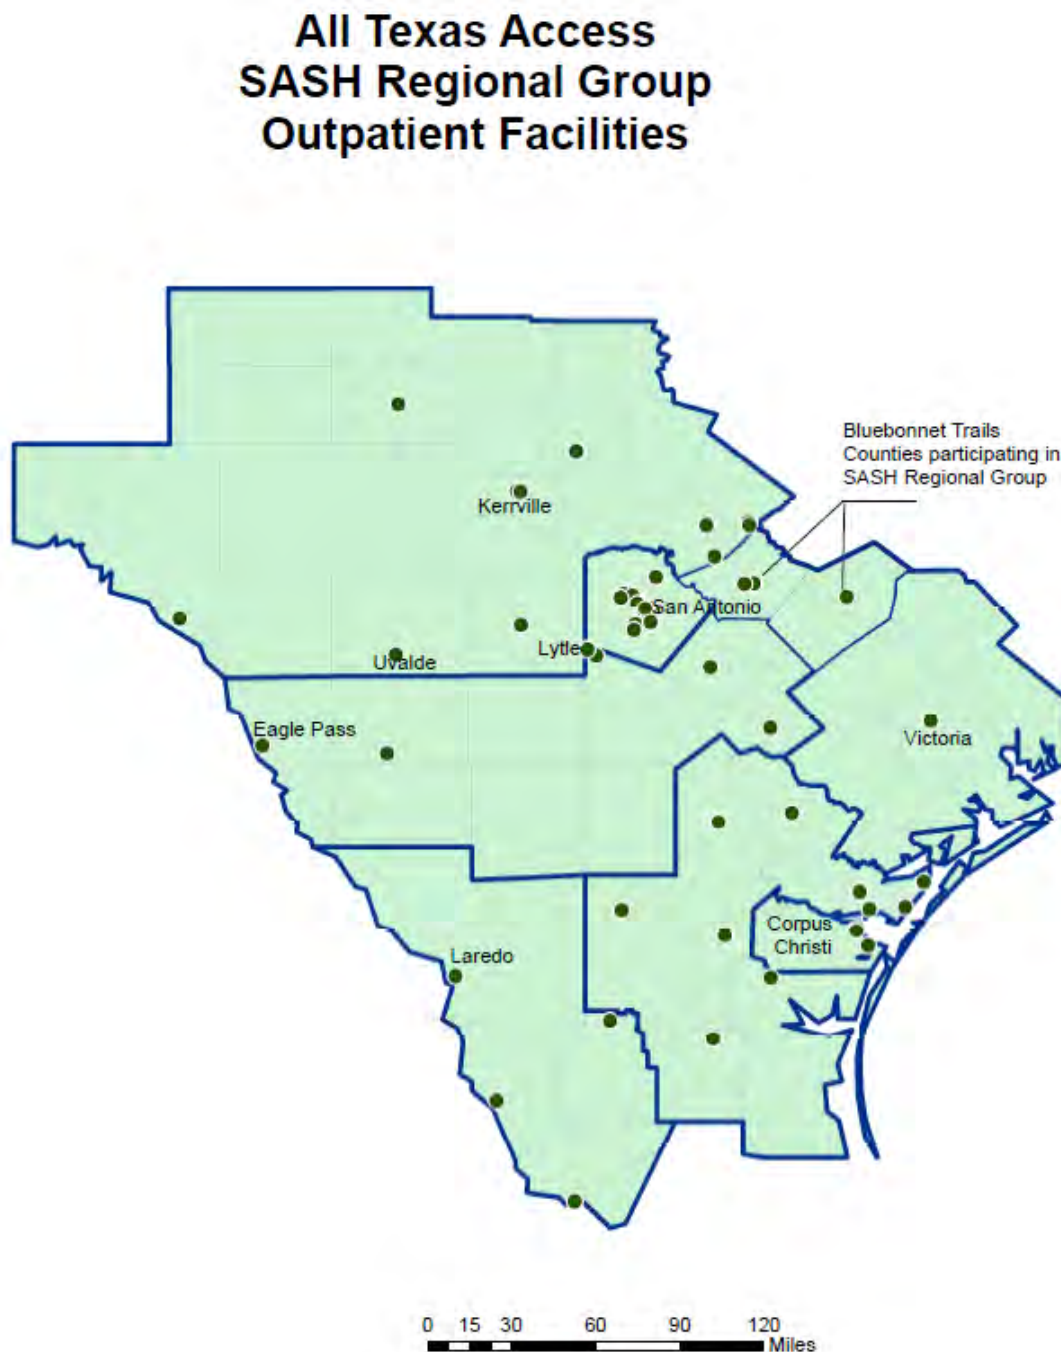 All Texas Access
SASH Regional Group
Outpatient Facilities
Bluebonnet Trails
Counties participating in
SASH Regional Group
Kerrville
San Antonio
Lytle
Uvalde
Eagle Pass
Victoria
Corpus
Christi
Laredo
0 15 30 60 90 120
Miles